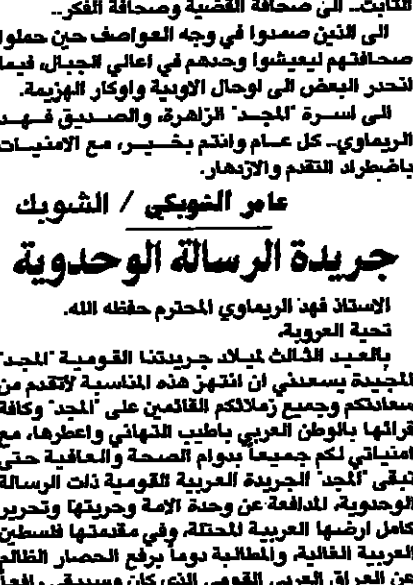 الثابت.. الى صحافة القضية وصحافة الفكر..
الى الذين صمدوا في وجه العواصف حين حملوا
صحافتهم ليعيشوا وحدهم في اعالي الجبال، فيما
انحدر البعض الى اوحال الاودية واوكار الهزيمة.
الى اسرة "المجد" الزاهرة، والصديق فهد
الريماوي.. كل عام وانتم بخير، مع الامنيات
باضطراد التقدم والازدهار.
عامر الشوبكي / الشوبك
جريدة الرسالة الوحدوية
الاستاذ فهد الريماوي المحترم حفظه الله.
تحية العروبة،
بالعيد الثالث لميلاد جريدتنا القومية "المجد"
المجيدة يسعدني ان انتهز هذه المناسبة لأتقدم من
سعادتكم وجميع زملائكم القائمين على "المجد" وكافة
قرائها بالوطن العربي باطيب التهاني واعطرها، مع
امنياتي لكم جميعاً بدوام الصحة والعافية حتى
تبقى "المجد" الجريدة العربية القومية ذات الرسالة
الوحدوية، المدافعة عن وحدة الامة وحريتها وتحرير
كامل ارضها العربية المحتلة، وفي مقدمتها فلسطين
العربية الغالية، والمطالبة دوماً برفع الحصار الظالم
عن العراق العربي القومي الذي كان وسيبقى